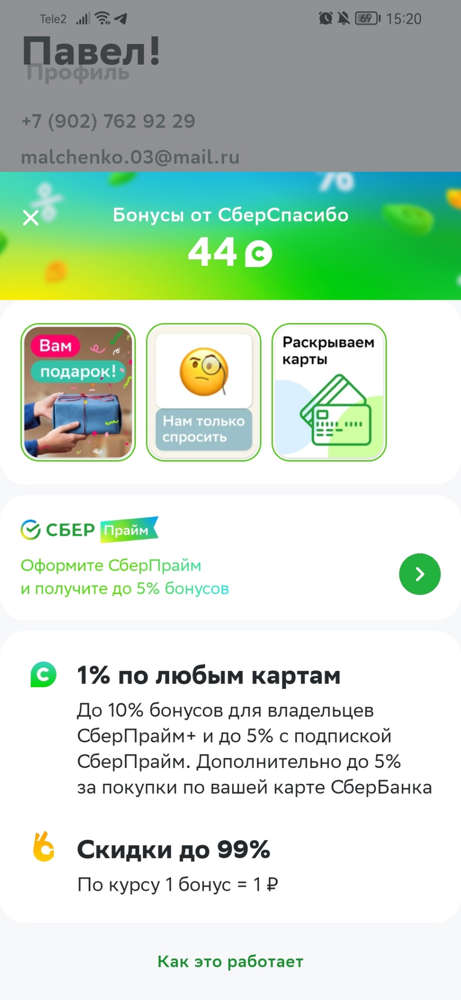 Tele2 69 15:20
Павел!
Профиль
+7 (902) 762 92 29
malchenko.03@mail.ru
Бонусы от СберСпасибо
44 С
Вам
подарок!
Нам только
спросить
Раскрываем
карты
СБЕР Прайм
Оформите СберПрайм
и получите до 5% бонусов
1% по любым картам
До 10% бонусов для владельцев
СберПрайм+ и до 5% с подпиской
СберПрайм. Дополнительно до 5%
за покупки по вашей карте СберБанка
Скидки до 99%
По курсу 1 бонус = 1 ₽
Как это работает